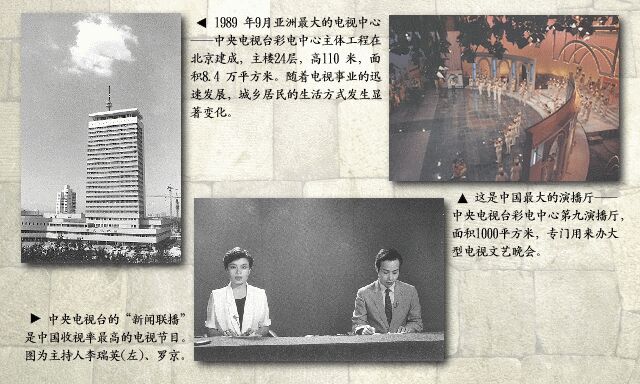 ◀ 1989 年9月亚洲最大的电视中心
——中央电视台彩电中心主体工程在
北京建成，主楼24层，高110 米，面
积8.4 万平方米。随着电视事业的迅
速发展，城乡居民的生活方式发生显
著变化。
▲ 这是中国最大的演播厅——
中央电视台彩电中心第九演播厅，
面积1000平方米，专门用来办大
型电视文艺晚会。
▶ 中央电视台的“新闻联播”
是中国收视率最高的电视节目。
图为主持人李瑞英(左)、罗京。